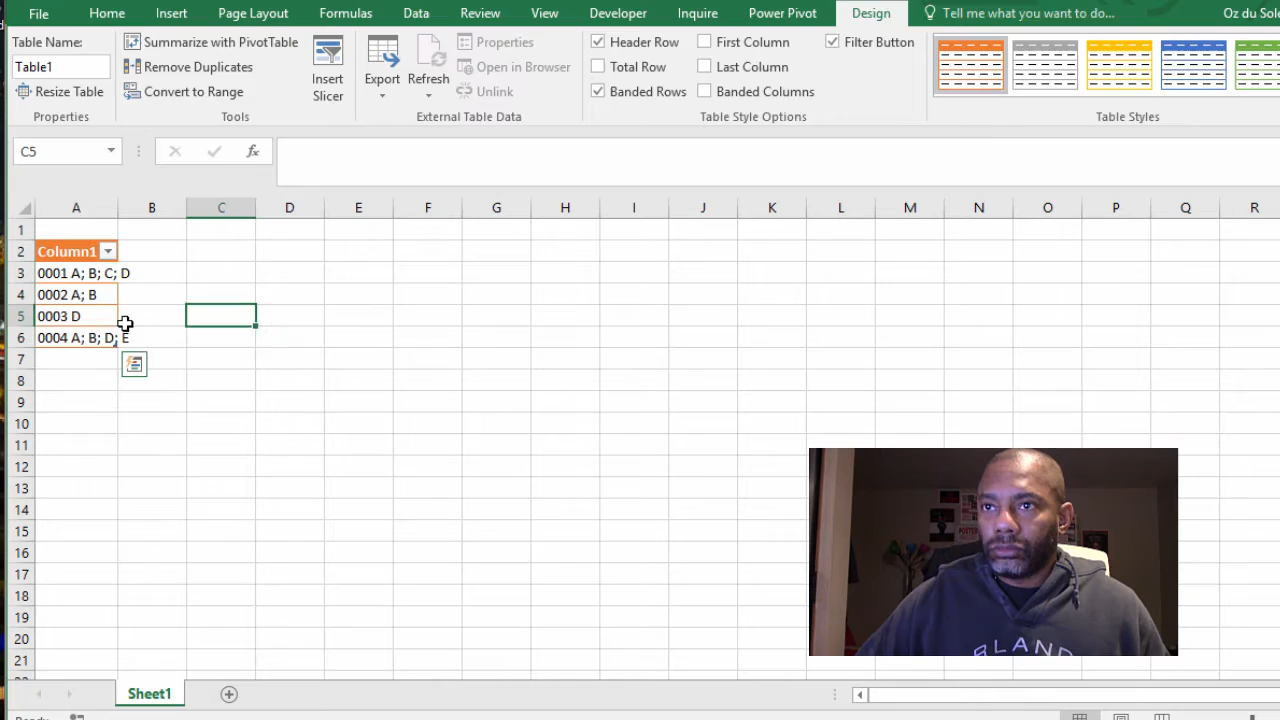 File Home Insert Page Layout Formulas Data Review View Developer Inquire Power Pivot Design Tell me what you want to do... Oz du Sole
Table Name:
Table1
Resize Table
Properties
Summarize with PivotTable
Remove Duplicates
Convert to Range
Insert
Slicer
Tools
Export Refresh
Properties
Open in Browser
Unlink
External Table Data
Header Row First Column Filter Button
Total Row Last Column
Banded Rows Banded Columns
Table Style Options
Table Styles
C5 fx
A B C D E F G H I J K L M N O P Q R
1
2 Column1
3 0001 A; B; C; D
4 0002 A; B
5 0003 D
6 0004 A; B; D; E
7
8
9
10
11
12
13
14
15
16
17
18
19
20
21
BLAND
Sheet1